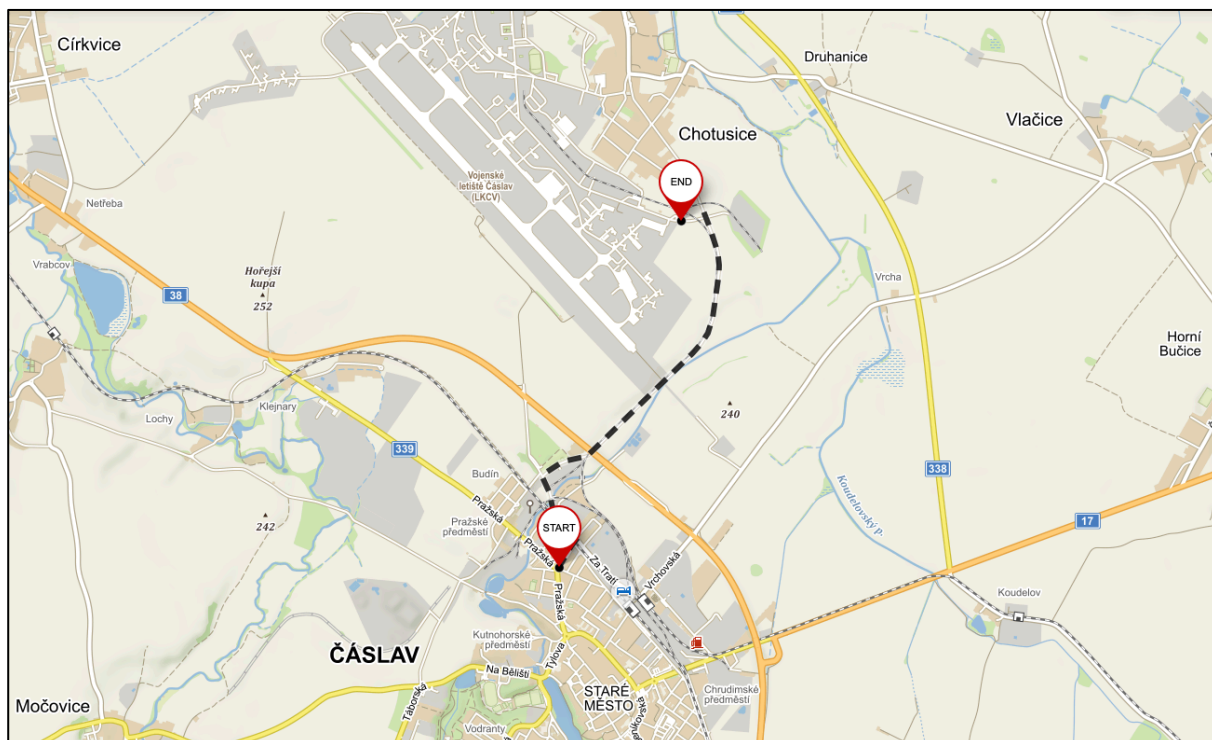 Církvice
Druhanice
Vlačice
Chotusice
END
Vojenské
letiště Čáslav
(LKCV)
Netřeba
Vrabcov
Hořejší
kupa
252
38
Vrcha
Horní
Bučice
240
Lochy
Klejnary
339
338
Budín
Koudelovský p.
17
242
Pražská
Pražské
předměstí
START
Pražská
Za Tratí
Vrchovská
Pražská
Koudelov
Kutnohorské
předměstí
Tylova
ČÁSLAV
Na Bělišti
Táborská
STARÉ
MĚSTO
Chrudimské
předměstí
Močovice
Vodranty